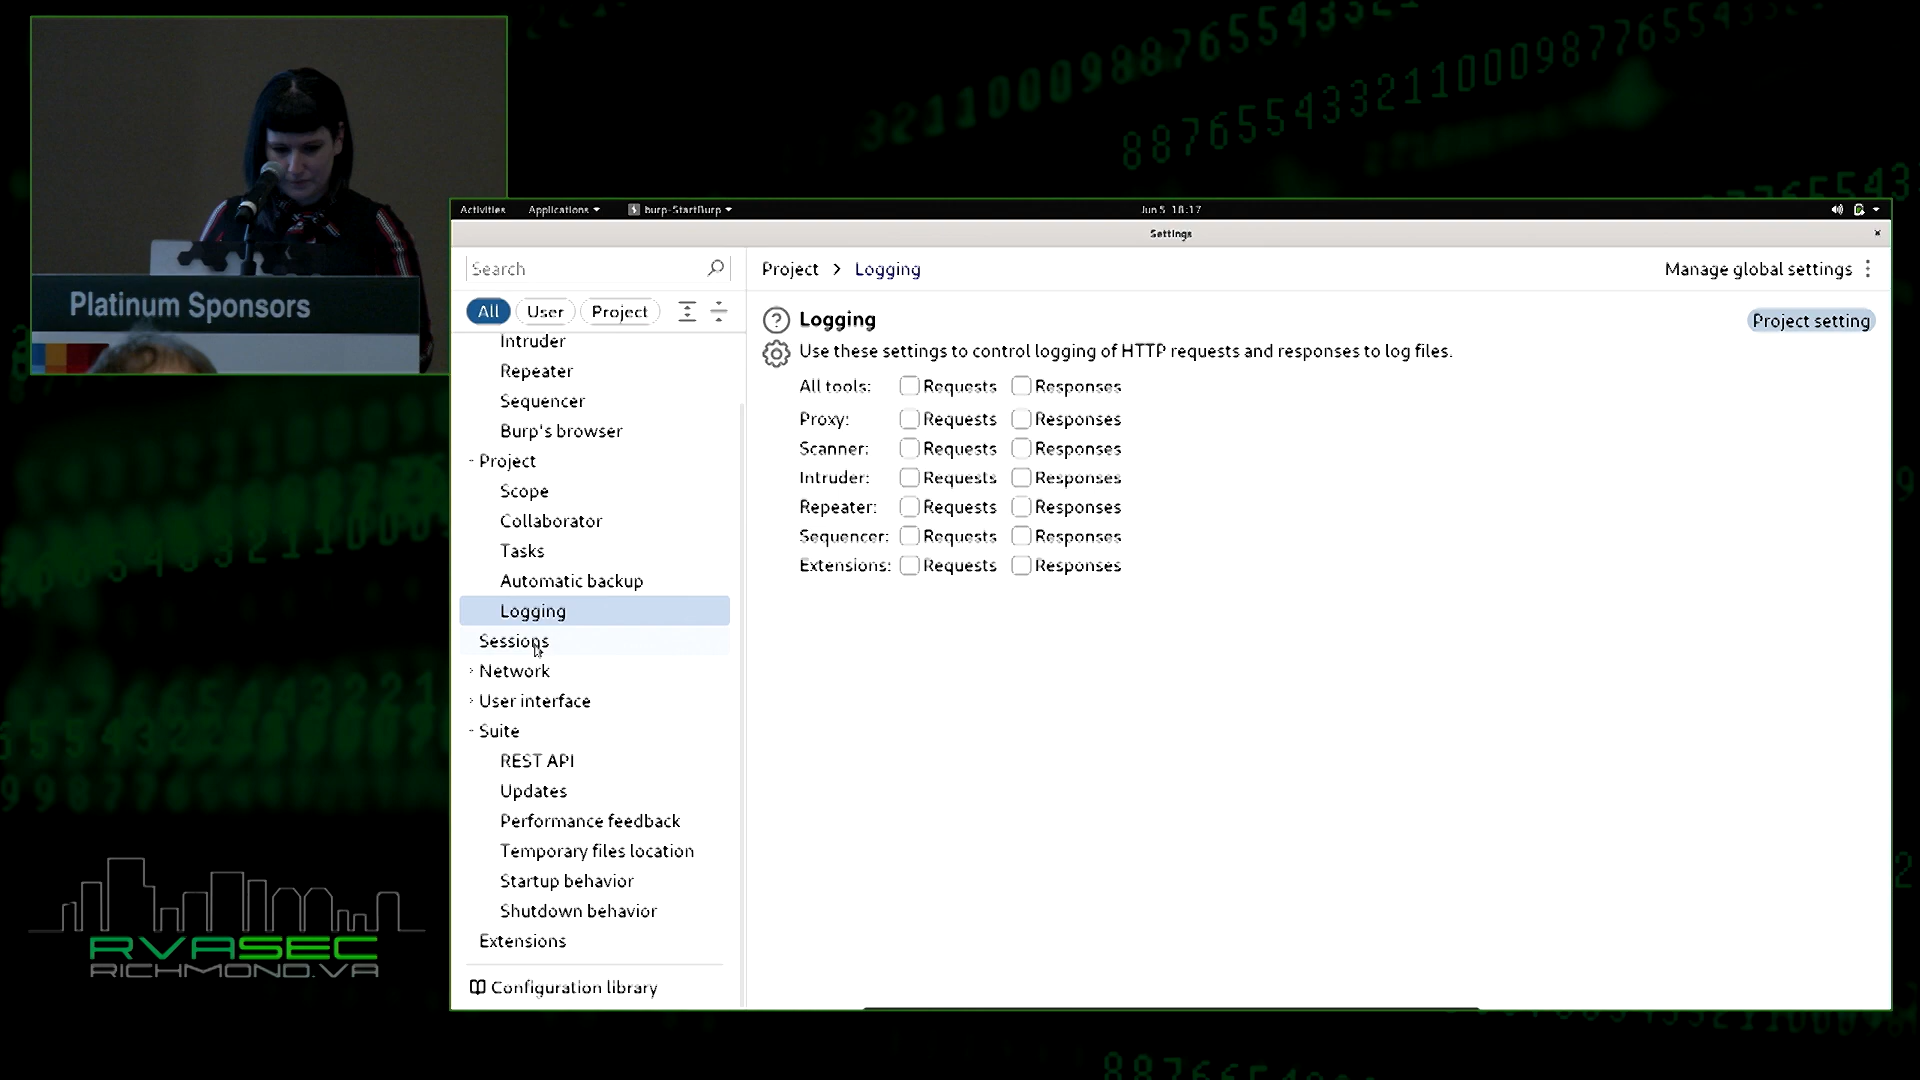 Platinum Sponsors
32110009887655433
88765543321100098776554
Activities Applications burp-StartBurp Jun 5 18:17
Settings
Search
All User Project
Intruder
Repeater
Sequencer
Burp's browser
Project
Scope
Collaborator
Tasks
Automatic backup
Logging
Sessions
Network
User interface
Suite
REST API
Updates
Performance feedback
Temporary files location
Startup behavior
Shutdown behavior
Extensions
Configuration library
Project > Logging Manage global settings
Logging Project setting
Use these settings to control logging of HTTP requests and responses to log files.
All tools: Requests Responses
Proxy: Requests Responses
Scanner: Requests Responses
Intruder: Requests Responses
Repeater: Requests Responses
Sequencer: Requests Responses
Extensions: Requests Responses
RVASEC
RICHMOND.VA